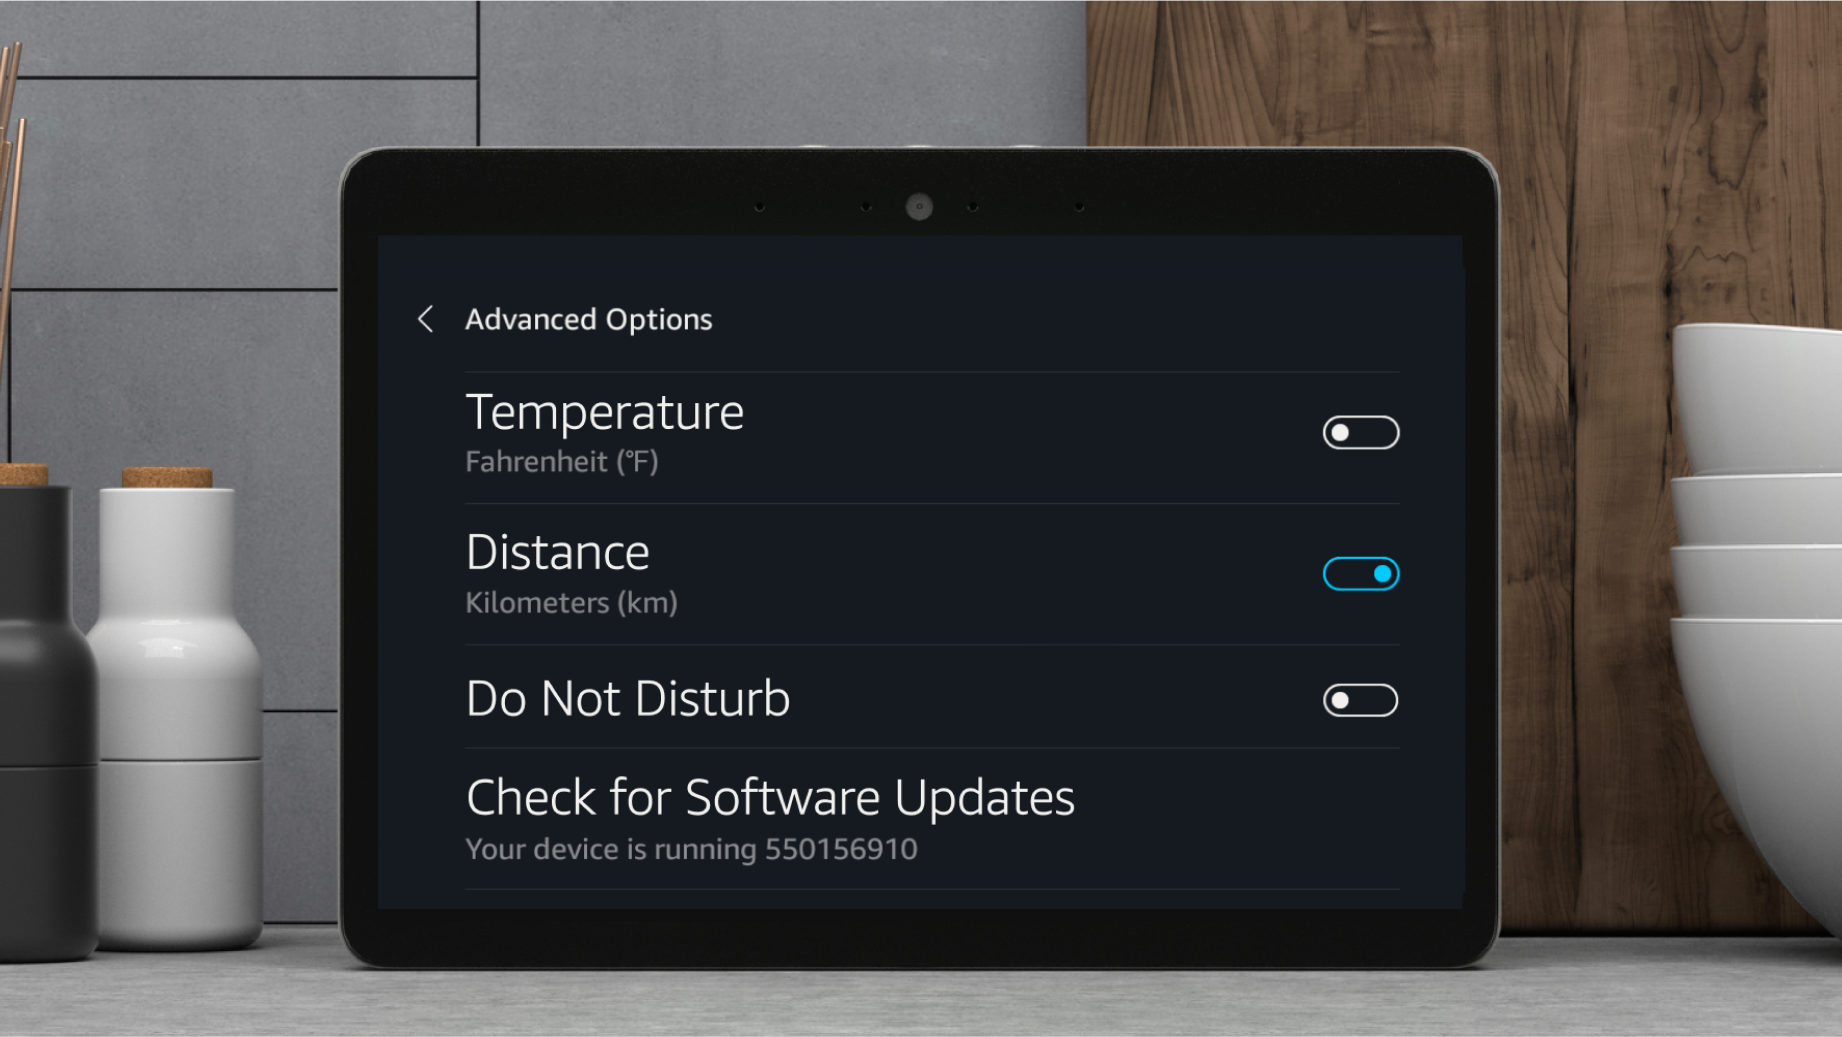 Advanced Options
Temperature
Fahrenheit (°F)
Distance
Kilometers (km)
Do Not Disturb
Check for Software Updates
Your device is running 550156910